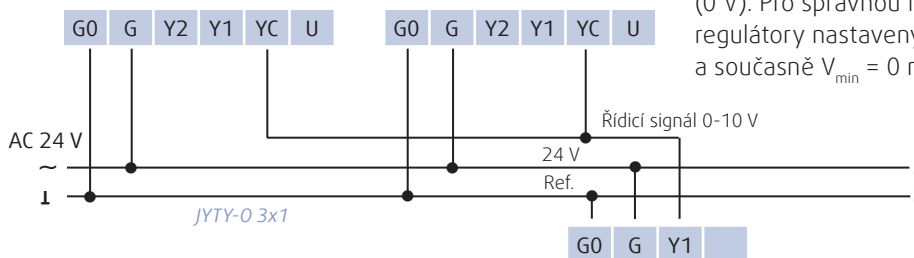 (0 V). Pro správnou
regulátory nastaveny
a současně Vmin = 0
G0 G Y2 Y1 YC U
G0 G Y2 Y1 YC U
Řídicí signál 0-10 V
AC 24 V
~
24 V
⊥
Ref.
JYTY-O 3x1
G0 G Y1